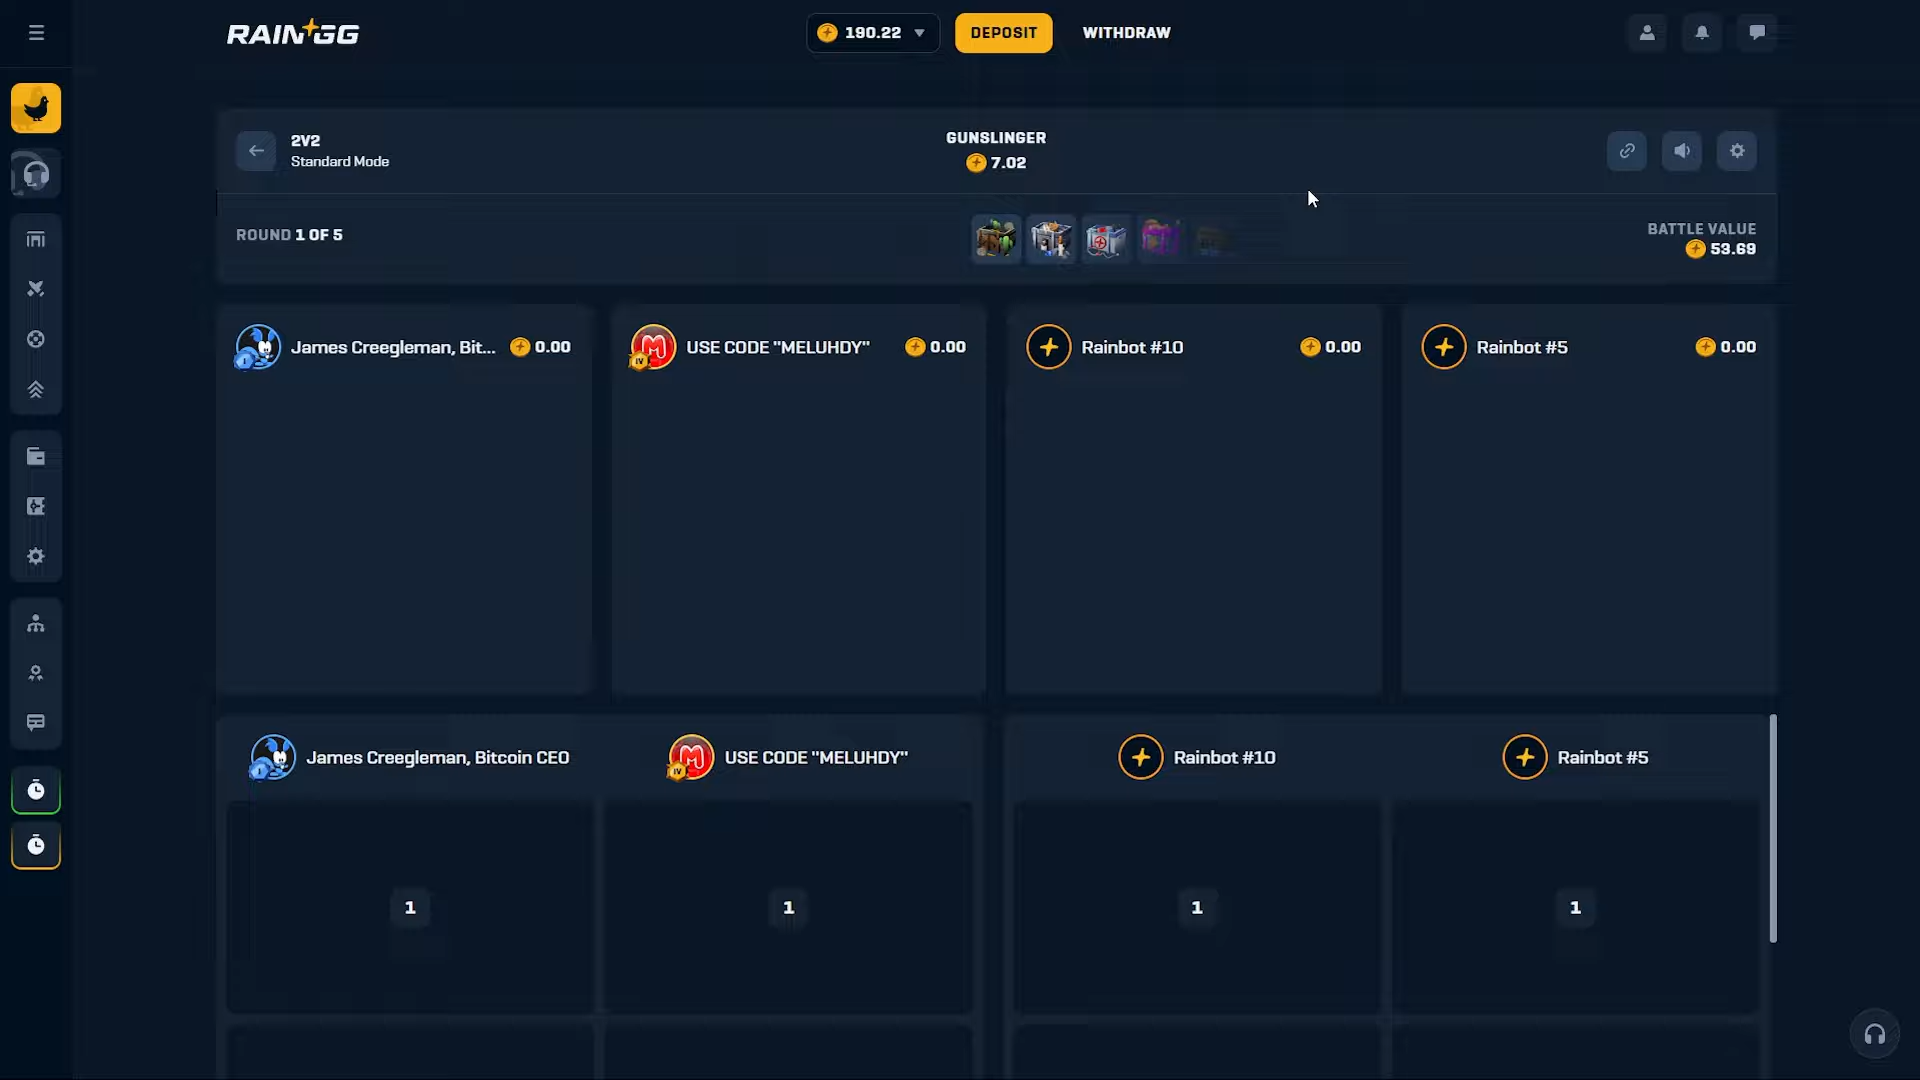 RAIN GG
190.22
DEPOSIT
WITHDRAW
2V2
Standard Mode
GUNSLINGER
7.02
ROUND 1 OF 5
BATTLE VALUE
53.69
James Creegleman, Bit... 0.00
USE CODE "MELUHDY" 0.00
Rainbot #10 0.00
Rainbot #5 0.00
James Creegleman, Bitcoin CEO
USE CODE "MELUHDY"
Rainbot #10
Rainbot #5
1
1
1
1